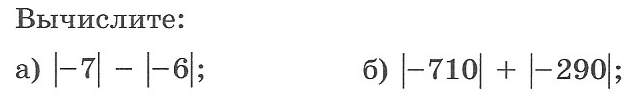 Вычислите:
а) |−7| − |−6|; б) |−710| + |−290|;